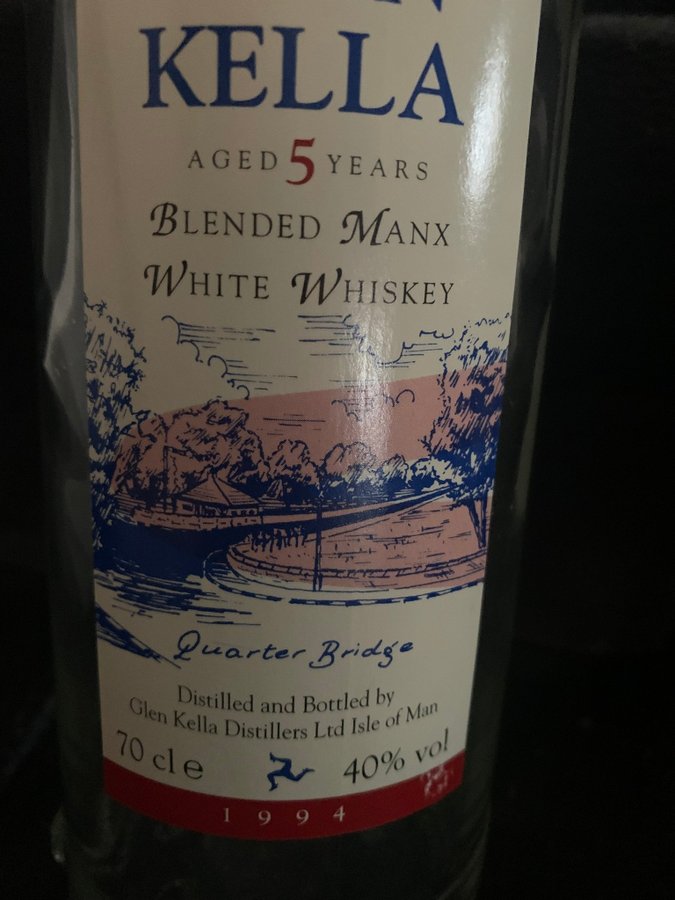 KELLA
AGED 5 YEARS
BLENDED MANX
WHITE WHISKEY
Quarter Bridge
Distilled and Bottled by
Glen Kella Distillers Ltd Isle of Man
70 cl e 40% vol
1994